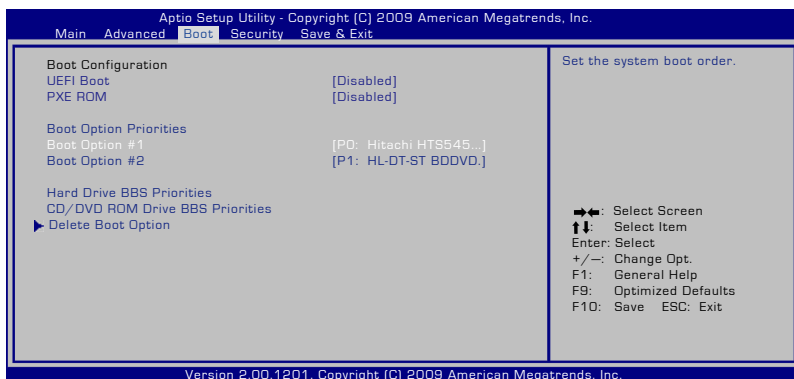 Aptio Setup Utility - Copyright (C) 2009 American Megatrends, Inc.
Main Advanced Boot Security Save & Exit
Boot Configuration
UEFI Boot [Disabled]
PXE ROM [Disabled]
Boot Option Priorities
Boot Option #1 [P0: Hitachi HTS545...]
Boot Option #2 [P1: HL-DT-ST BDDVD.]
Hard Drive BBS Priorities
CD/DVD ROM Drive BBS Priorities
Delete Boot Option
Set the system boot order.
: Select Screen
: Select Item
Enter: Select
+/—: Change Opt.
F1: General Help
F9: Optimized Defaults
F10: Save ESC: Exit
Version 2.00.1201. Copyright (C) 2009 American Megatrends, Inc.